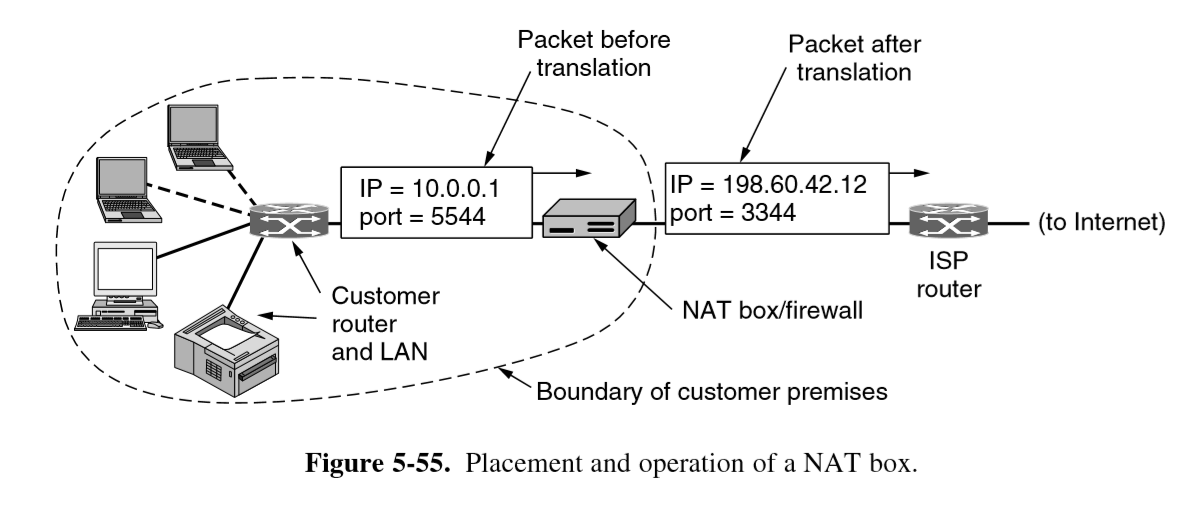 Packet before
translation
Packet after
translation
IP = 10.0.0.1
port = 5544
IP = 198.60.42.12
port = 3344
(to Internet)
ISP
router
Customer
router
and LAN
NAT box/firewall
Boundary of customer premises
Figure 5-55. Placement and operation of a NAT box.